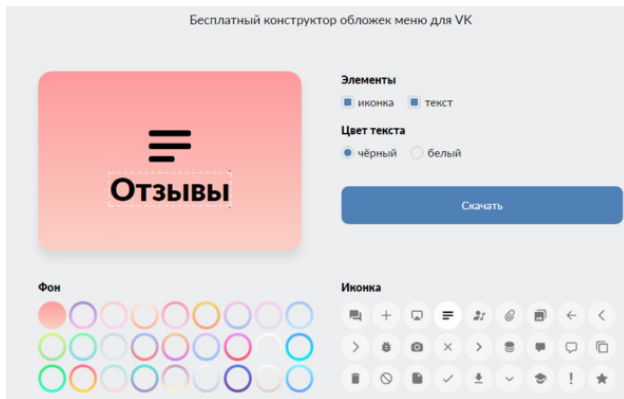 Бесплатный конструктор обложек меню для VK
Отзывы
Элементы
иконка текст
Цвет текста
чёрный белый
Скачать
Фон
Иконка